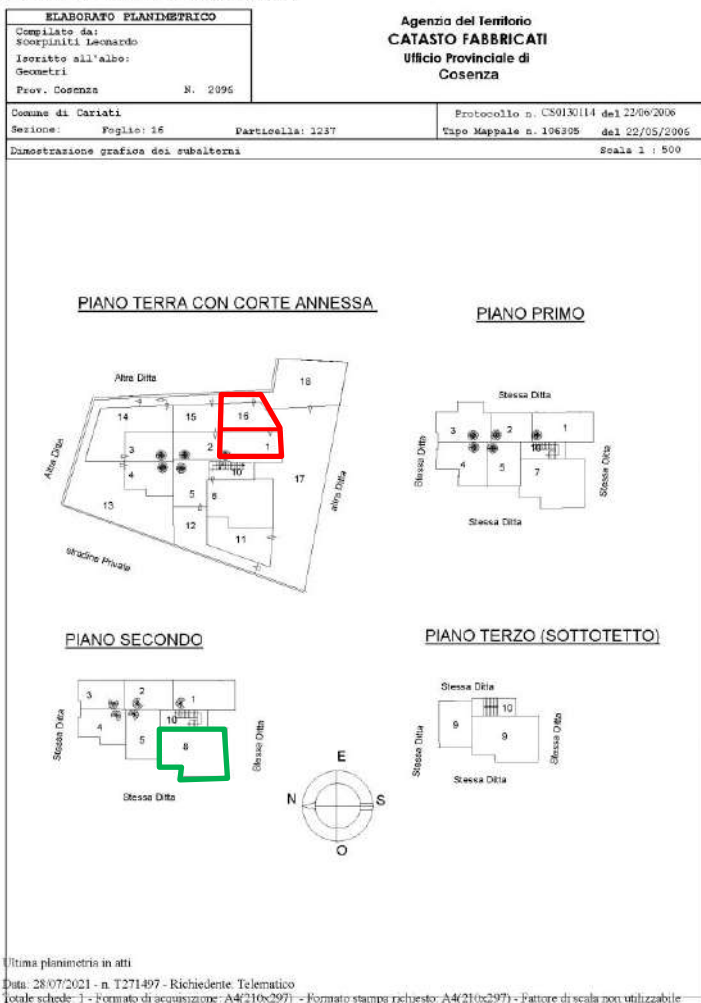 ELABORATO PLANIMETRICO
Compilato da:
Scorpiniti Leonardo
Iscritto all'albo:
Geometri
Prov. Cosenza N. 2096
Agenzia del Territorio
CATASTO FABBRICATI
Ufficio Provinciale di
Cosenza
Comune di Cariati
Sezione: Foglio: 16 Particella: 1237
Protocollo n. CS0130114 del 22/06/2006
Tipo Mappale n. 106305 del 22/05/2006
Dimostrazione grafica dei subalterni Scala 1 : 500
PIANO TERRA CON CORTE ANNESSA
Altra Ditta
18
14
15
16
3
2
1
4
10
17
5
6
13
12
11
Altra Ditta
altra Ditta
stradina Privata
PIANO PRIMO
Stessa Ditta
3
2
1
10
4
5
7
Stessa Ditta
Stessa Ditta
Stessa Ditta
PIANO SECONDO
3
2
1
10
4
5
8
Stessa Ditta
Stessa Ditta
Stessa Ditta
PIANO TERZO (SOTTOTETTO)
Stessa Ditta
10
9
9
Stessa Ditta
Stessa Ditta
Stessa Ditta
E
N
S
O
Ultima planimetria in atti
Data: 28/07/2021 - n. T271497 - Richiedente: Telematico
Totale schede: 1 - Formato di acquisizione: A4(210x297) - Formato stampa richiesto: A4(210x297) - Fattore di scala non utilizzabile